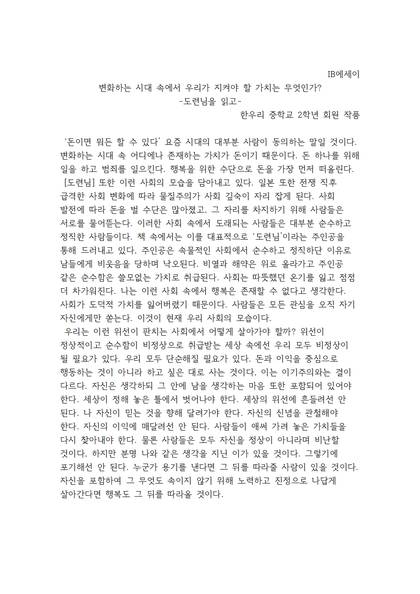 IB에세이
변화하는 시대 속에서 우리가 지켜야 할 가치는 무엇인가?
-도련님을 읽고-
한우리 중학교 2학년 회원 작품
‘돈이면 뭐든 할 수 있다’ 요즘 시대의 대부분 사람이 동의하는 말일 것이다.
변화하는 시대 속 어디에나 존재하는 가치가 돈이기 때문이다. 돈 하나를 위해
일을 하고 범죄를 일으킨다. 행복을 위한 수단으로 돈을 가장 먼저 떠올린다.
[도련님] 또한 이런 사회의 모습을 담아내고 있다. 일본 또한 전쟁 직후
급격한 사회 변화에 따라 물질주의가 사회 깊숙이 자리 잡게 된다. 사회
발전에 따라 돈을 벌 수단은 많아졌고, 그 자리를 차지하기 위해 사람들은
서로를 물어뜯는다. 이러한 사회 속에서 도래되는 사람들은 대부분 순수하고
정직한 사람들이다. 책 속에서는 이를 대표적으로 ‘도련님’이라는 주인공을
통해 드러내고 있다. 주인공은 속물적인 사회에서 순수하고 정직하단 이유로
남들에게 비웃음을 당하며 낙오된다. 비열과 해악은 위로 올라가고 주인공
같은 순수함은 쓸모없는 가치로 취급된다. 사회는 따뜻했던 온기를 잃고 점점
더 차가워진다. 나는 이런 사회 속에서 행복은 존재할 수 없다고 생각한다.
사회가 도덕적 가치를 잃어버렸기 때문이다. 사람들은 모든 관심을 오직 자기
자신에게만 쏟는다. 이것이 현재 우리 사회의 모습이다.
우리는 이런 위선이 판치는 사회에서 어떻게 살아가야 할까? 위선이
정상적이고 순수함이 비정상으로 취급받는 세상 속에선 우리 모두 비정상이
될 필요가 있다. 우리 모두 단순해질 필요가 있다. 돈과 이익을 중심으로
행동하는 것이 아니라 하고 싶은 대로 사는 것이다. 이는 이기주의와는 결이
다르다. 자신은 생각하되 그 안에 남을 생각하는 마음 또한 포함되어 있어야
한다. 세상이 정해 놓은 틀에서 벗어나야 한다. 세상의 위선에 흔들려선 안
된다. 나 자신이 믿는 것을 향해 달려가야 한다. 자신의 신념을 관철해야
한다. 자신의 이익에 매달려선 안 된다. 사람들이 애써 가려 놓은 가치들을
다시 찾아내야 한다. 물론 사람들은 모두 자신을 정상이 아니라며 비난할
것이다, 하지만 분명 나와 같은 생각을 지닌 이가 있을 것이다. 그렇기에
포기해선 안 된다. 누군가 용기를 낸다면 그 뒤를 따라줄 사람이 있을 것이다.
자신을 포함하여 그 무엇도 속이지 않기 위해 노력하고 진정으로 나답게
살아간다면 행복도 그 뒤를 따라올 것이다.